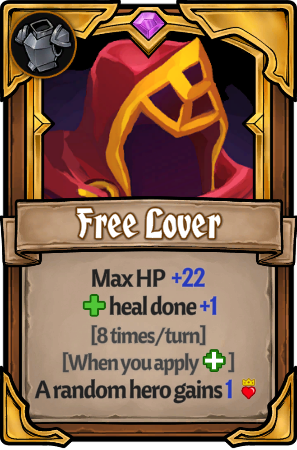 Free Lover
Max HP +22
heal done +1
[8 times/turn]
[When you apply ]
A random hero gains 1